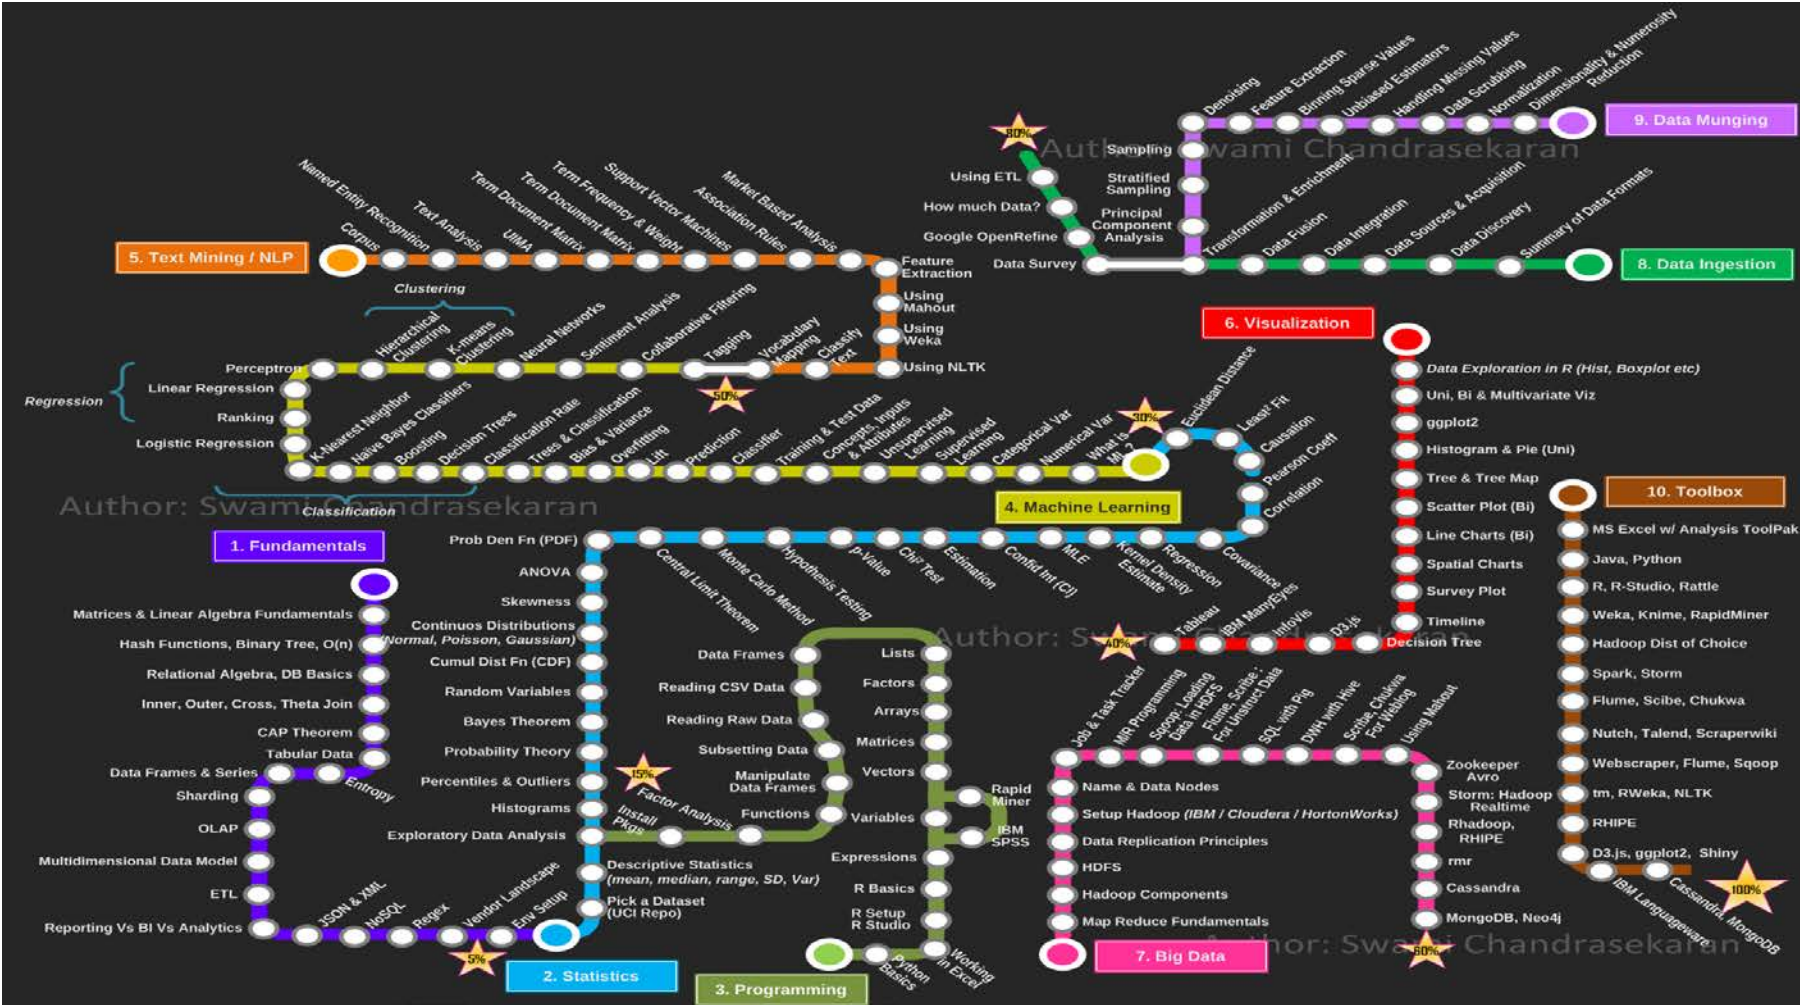 Denoising
Feature Extraction
Binning Sparse Values
Unbiased Estimators
Handling Missing Values
Data Scrubbing
Normalization
Dimensionality & Numerosity
Reduction
9. Data Munging
80%
Author: Swami Chandrasekaran
Sampling
Stratified
Sampling
Principal
Component
Analysis
Using ETL
How much Data?
Google OpenRefine
Data Survey
Transformation & Enrichment
Data Fusion
Data Integration
Data Sources & Acquisition
Data Discovery
Summary of Data Formats
8. Data Ingestion
5. Text Mining / NLP
Corpus
Named Entity Recognition
Text Analysis
UIMA
Term Document Matrix
Term Document Matrix
Term Frequency & Weight
Support Vector Machines
Association Rules
Market Based Analysis
Feature
Extraction
Using
Mahout
Using
Weka
Using NLTK
Classify
Text
Vocabulary
Mapping
50%
Tagging
Collaborative Filtering
Sentiment Analysis
Neural Networks
Clustering
K-means
Clustering
Hierarchical
Clustering
Perceptron
Regression
Linear Regression
Ranking
Logistic Regression
K-Nearest Neighbor
Naive Bayes Classifiers
Boosting
Decision Trees
Classification
Classification Rate
Trees & Classification
Bias & Variance
Overfitting
Lift
Prediction
Classifier
Training & Test Data
Concepts, Inputs
& Attributes
Unsupervised
Learning
Supervised
Learning
Categorical Var
Numerical Var
What is
ML?
30%
4. Machine Learning
Author: Swami Chandrasekaran
Euclidean Distance
Least² Fit
Causation
Pearson Coeff
Correlation
Covariance
Regression
Kernel Density
Estimate
MLE
Confid Int (CI)
Estimation
Chi² Test
p-Value
Hypothesis Testing
Monte Carlo Method
Central Limit Theorem
Prob Den Fn (PDF)
ANOVA
Skewness
Continuos Distributions
(Normal, Poisson, Gaussian)
Cumul Dist Fn (CDF)
Random Variables
Bayes Theorem
Probability Theory
Percentiles & Outliers
Histograms
Exploratory Data Analysis
Descriptive Statistics
(mean, median, range, SD, Var)
Pick a Dataset
(UCI Repo)
2. Statistics
1. Fundamentals
Matrices & Linear Algebra Fundamentals
Hash Functions, Binary Tree, O(n)
Relational Algebra, DB Basics
Inner, Outer, Cross, Theta Join
CAP Theorem
Tabular Data
Entropy
Data Frames & Series
Sharding
OLAP
Multidimensional Data Model
ETL
Reporting Vs BI Vs Analytics
JSON & XML
NoSQL
Regex
Vendor Landscape
Env Setup
5%
15%
Install
Pkgs
Factor Analysis
Functions
Manipulate
Data Frames
Subsetting Data
Reading Raw Data
Reading CSV Data
Data Frames
Lists
Factors
Arrays
Matrices
Vectors
Variables
Rapid
Miner
IBM
SPSS
Expressions
R Basics
R Setup
R Studio
Working
in Excel
Python
Basics
3. Programming
6. Visualization
Data Exploration in R (Hist, Boxplot etc)
Uni, Bi & Multivariate Viz
ggplot2
Histogram & Pie (Uni)
Tree & Tree Map
Scatter Plot (Bi)
Line Charts (Bi)
Spatial Charts
Survey Plot
Timeline
Decision Tree
D3.js
InfoVis
IBM ManyEyes
Tableau
40%
Author: Swami Chandrasekaran
7. Big Data
Map Reduce Fundamentals
Hadoop Components
HDFS
Data Replication Principles
Setup Hadoop (IBM / Cloudera / HortonWorks)
Name & Data Nodes
Job & Task Tracker
M/R Programming
Sqoop: Loading
Data in HDFS
Flume, Scribe:
For Unstruct Data
SQL with Pig
DWH with Hive
Scribe, Chukwa
For Weblog
Using Mahout
Zookeeper
Avro
Storm: Hadoop
Realtime
Rhadoop,
RHIPE
rmr
Cassandra
MongoDB, Neo4j
60%
Author: Swami Chandrasekaran
10. Toolbox
MS Excel w/ Analysis ToolPak
Java, Python
R, R-Studio, Rattle
Weka, Knime, RapidMiner
Hadoop Dist of Choice
Spark, Storm
Flume, Scibe, Chukwa
Nutch, Talend, Scraperwiki
Webscraper, Flume, Sqoop
tm, RWeka, NLTK
RHIPE
D3.js, ggplot2, Shiny
IBM Languageware
Cassandra, MongoDB
100%